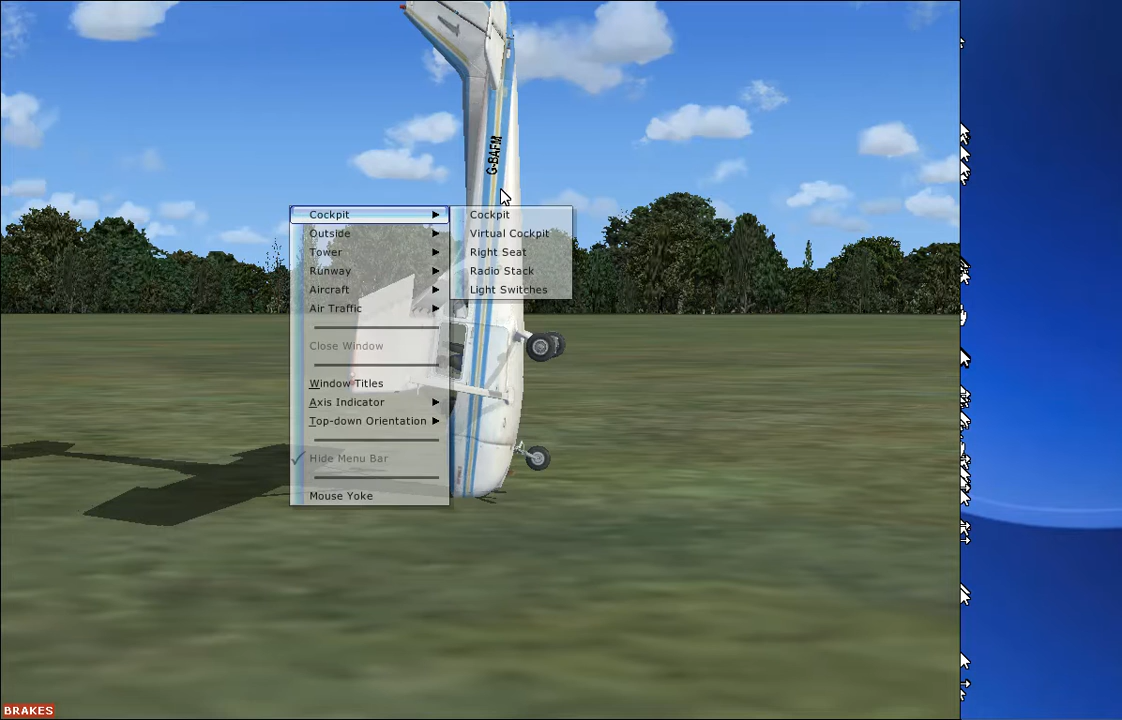 G-BAFM
Cockpit
Outside
Tower
Runway
Aircraft
Air Traffic
Close Window
Window Titles
Axis Indicator
Top-down Orientation
Hide Menu Bar
Mouse Yoke
Cockpit
Virtual Cockpit
Right Seat
Radio Stack
Light Switches
BRAKES